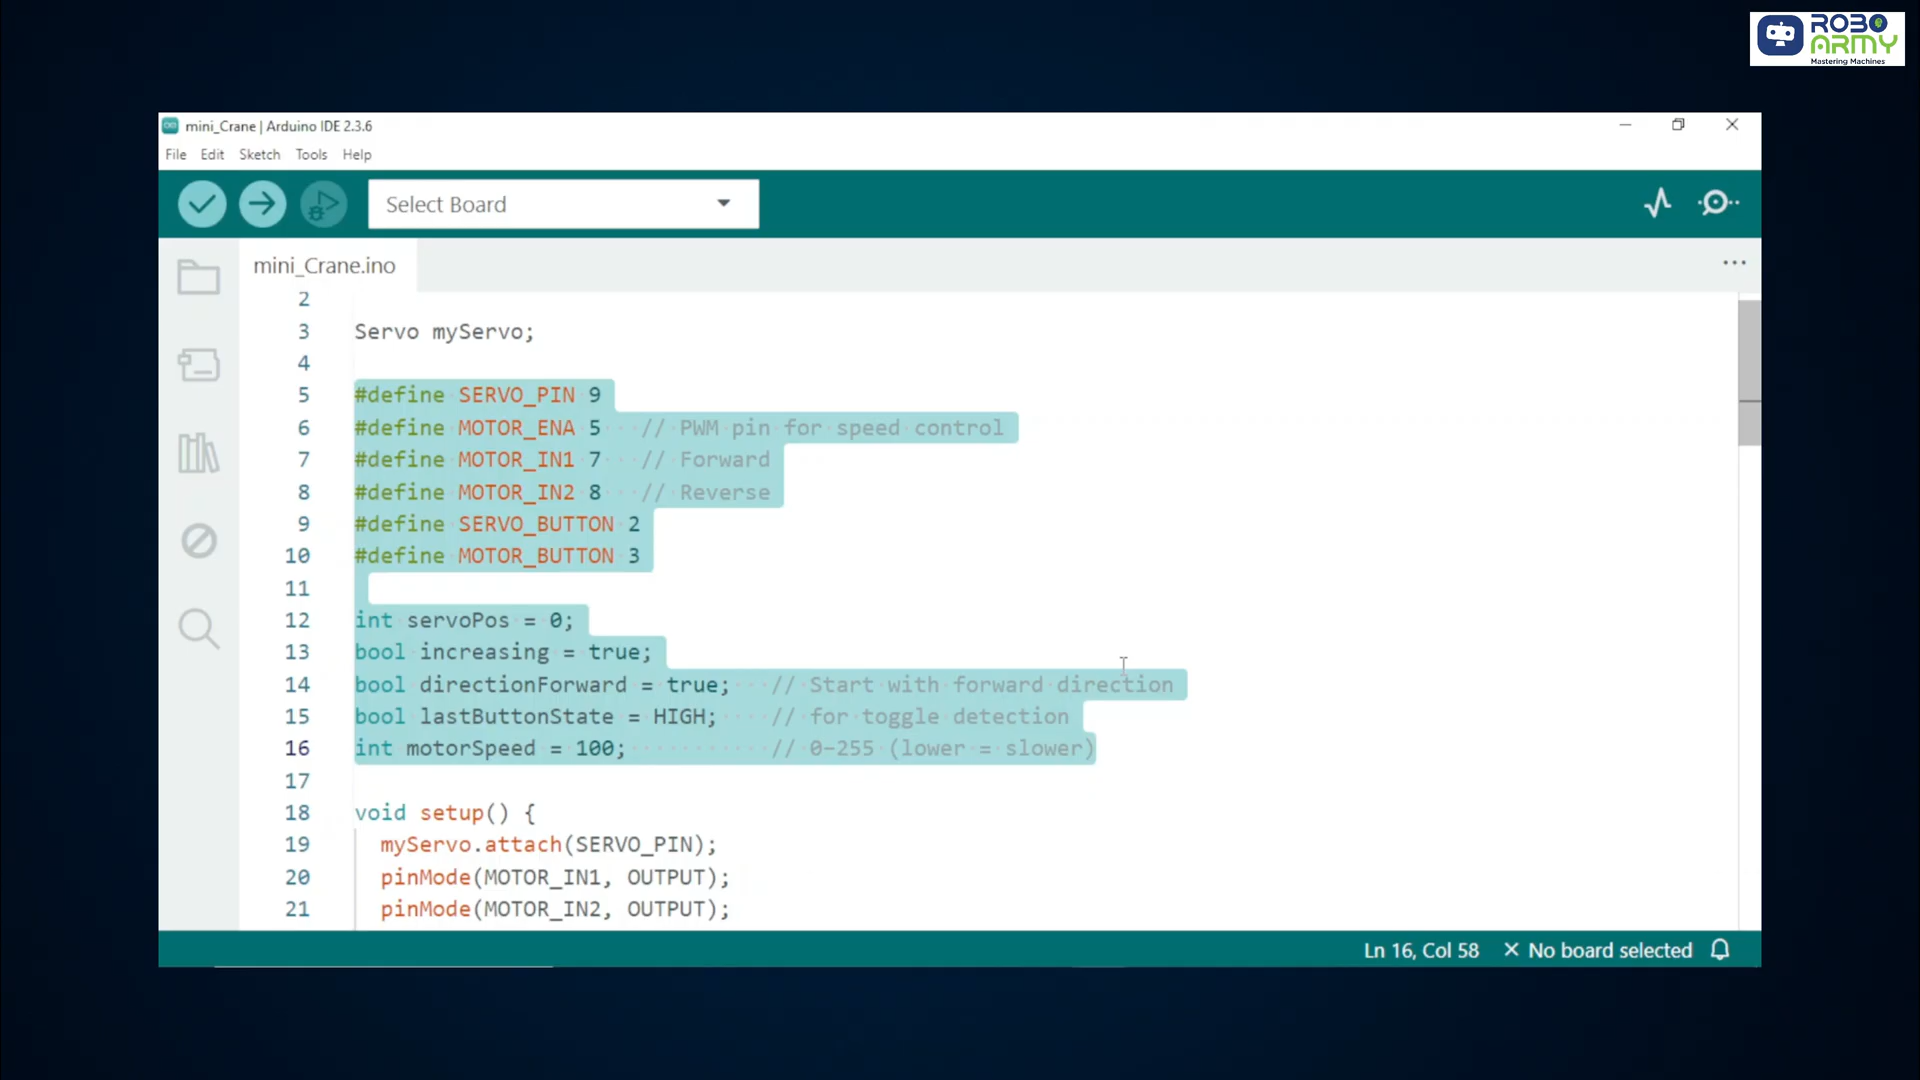 ROBO
ARMY
Mastering Machines
mini_Crane | Arduino IDE 2.3.6
File Edit Sketch Tools Help
Select Board
mini_Crane.ino
2
3 Servo myServo;
4
5 #define SERVO_PIN 9
6 #define MOTOR_ENA 5 // PWM pin for speed control
7 #define MOTOR_IN1 7 // Forward
8 #define MOTOR_IN2 8 // Reverse
9 #define SERVO_BUTTON 2
10 #define MOTOR_BUTTON 3
11
12 int servoPos = 0;
13 bool increasing = true;
14 bool directionForward = true; // Start with forward direction
15 bool lastButtonState = HIGH; // for toggle detection
16 int motorSpeed = 100; // 0-255 (lower = slower)
17
18 void setup() {
19 myServo.attach(SERVO_PIN);
20 pinMode(MOTOR_IN1, OUTPUT);
21 pinMode(MOTOR_IN2, OUTPUT);
Ln 16, Col 58 No board selected